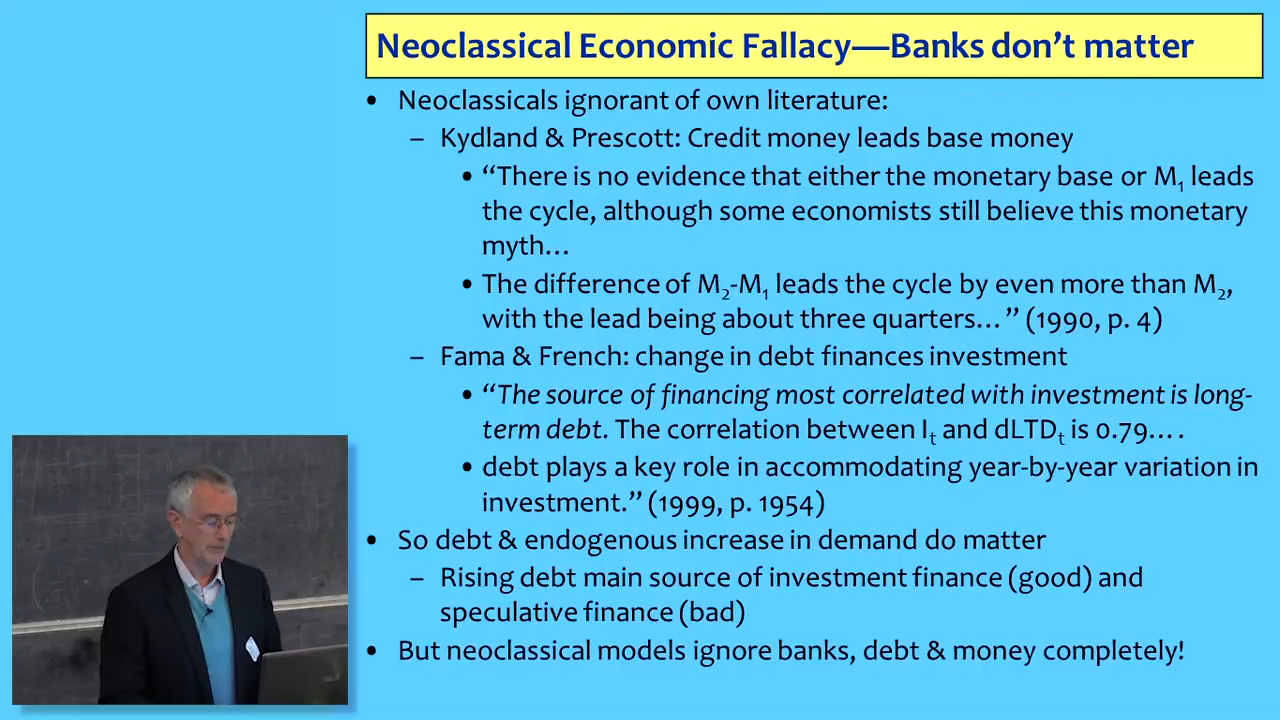 Neoclassical Economic Fallacy—Banks don’t matter
• Neoclassicals ignorant of own literature:
– Kydland & Prescott: Credit money leads base money
• “There is no evidence that either the monetary base or M₁ leads
the cycle, although some economists still believe this monetary
myth…
• The difference of M₂-M₁ leads the cycle by even more than M₂,
with the lead being about three quarters…” (1990, p. 4)
– Fama & French: change in debt finances investment
• “The source of financing most correlated with investment is long-
term debt. The correlation between Iₜ and dLTDₜ is 0.79….
• debt plays a key role in accommodating year-by-year variation in
investment.” (1999, p. 1954)
• So debt & endogenous increase in demand do matter
– Rising debt main source of investment finance (good) and
speculative finance (bad)
• But neoclassical models ignore banks, debt & money completely!